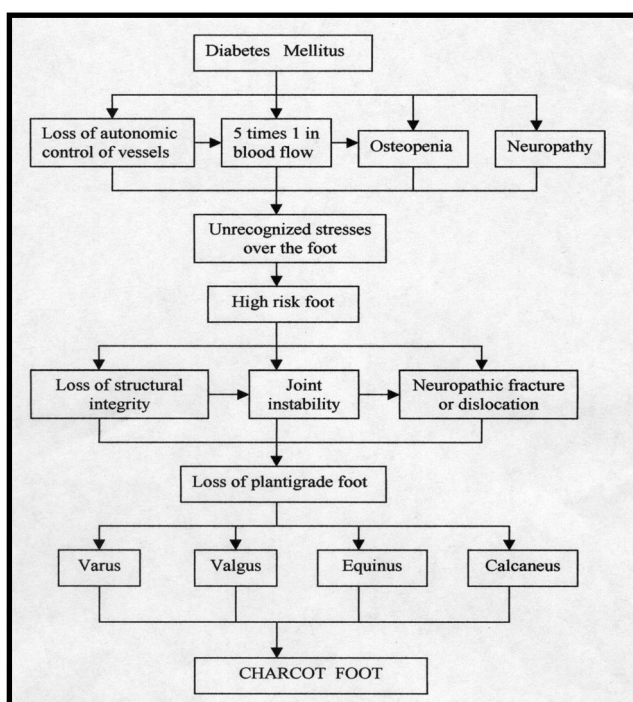 Diabetes Mellitus
Loss of autonomic
control of vessels
5 times 1 in
blood flow
Osteopenia
Neuropathy
Unrecognized stresses
over the foot
High risk foot
Loss of structural
integrity
Joint
instability
Neuropathic fracture
or dislocation
Loss of plantigrade foot
Varus
Valgus
Equinus
Calcaneus
CHARCOT FOOT